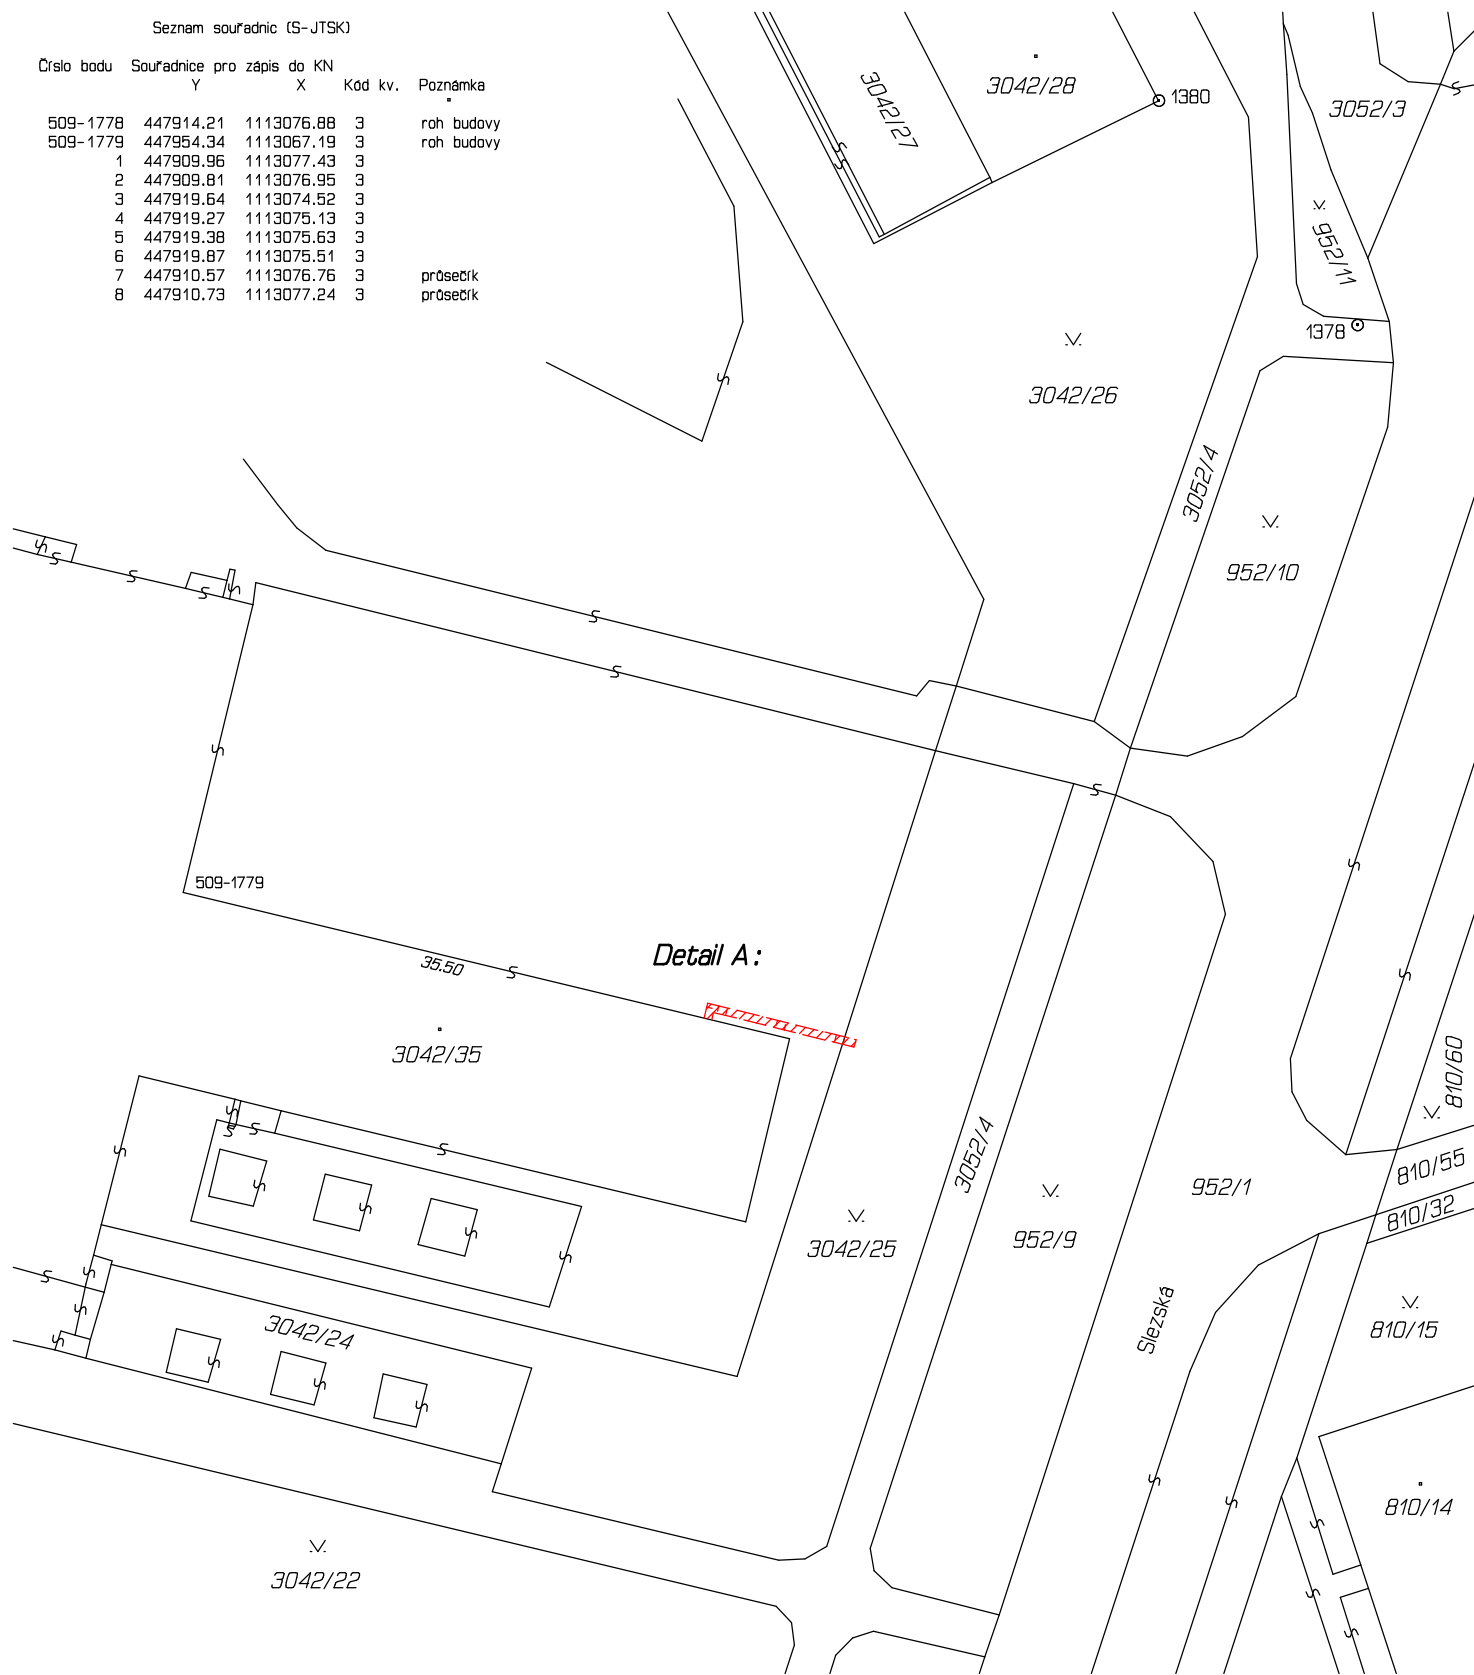 Seznam souřadnic (S-JTSK)
Číslo bodu Souřadnice pro zápis do KN
Y X Kód kv. Poznámka
509-1778 447914.21 1113076.88 3 roh budovy
509-1779 447954.34 1113067.19 3 roh budovy
1 447909.96 1113077.43 3
2 447909.81 1113076.95 3
3 447919.64 1113074.52 3
4 447919.27 1113075.13 3
5 447919.38 1113075.63 3
6 447919.87 1113075.51 3
7 447910.57 1113076.76 3 průsečík
8 447910.73 1113077.24 3 průsečík
3042/27
3042/28
1380
3052/3
952/11
1378
3042/26
3052/4
952/10
509-1779
35.50
Detail A:
3042/35
810/60
3052/4
810/55
952/1
810/32
3042/25
952/9
Slezská
3042/24
810/15
810/14
3042/22